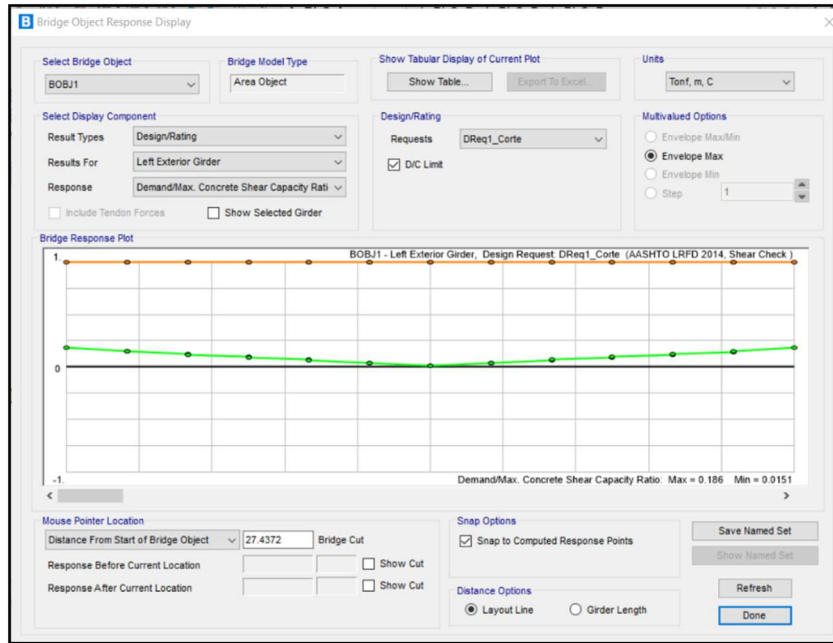 B Bridge Object Response Display
Select Bridge Object
BOBJ1
Bridge Model Type
Area Object
Show Tabular Display of Current Plot
Show Table...
Export To Excel...
Units
Tonf, m, C
Select Display Component
Result Types Design/Rating
Results For Left Exterior Girder
Response Demand/Max. Concrete Shear Capacity Rati
Include Tendon Forces Show Selected Girder
Design/Rating
Requests DReq1_Corte
D/C Limit
Multivalued Options
Envelope Max/Min
Envelope Max
Envelope Min
Step 1
Bridge Response Plot
BOBJ1 - Left Exterior Girder, Design Request: DReq1_Corte (AASHTO LRFD 2014, Shear Check )
1.
0
-1.
Demand/Max. Concrete Shear Capacity Ratio: Max = 0.186 Min = 0.0151
Mouse Pointer Location
Distance From Start of Bridge Object 27.4372 Bridge Cut
Response Before Current Location Show Cut
Response After Current Location Show Cut
Snap Options
Snap to Computed Response Points
Distance Options
Layout Line Girder Length
Save Named Set
Show Named Set
Refresh
Done